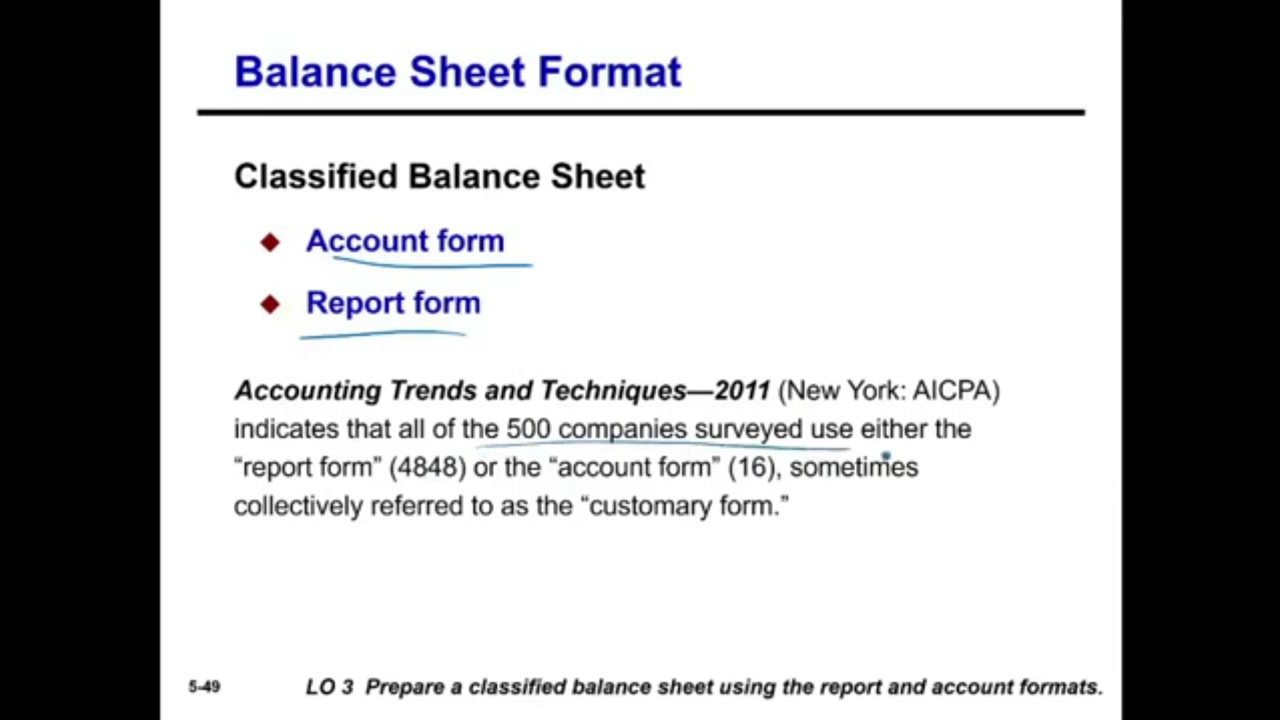 Balance Sheet Format
Classified Balance Sheet
Account form
Report form
Accounting Trends and Techniques—2011 (New York: AICPA)
indicates that all of the 500 companies surveyed use either the
“report form” (4848) or the “account form” (16), sometimes
collectively referred to as the “customary form.”
5-49
LO 3 Prepare a classified balance sheet using the report and account formats.